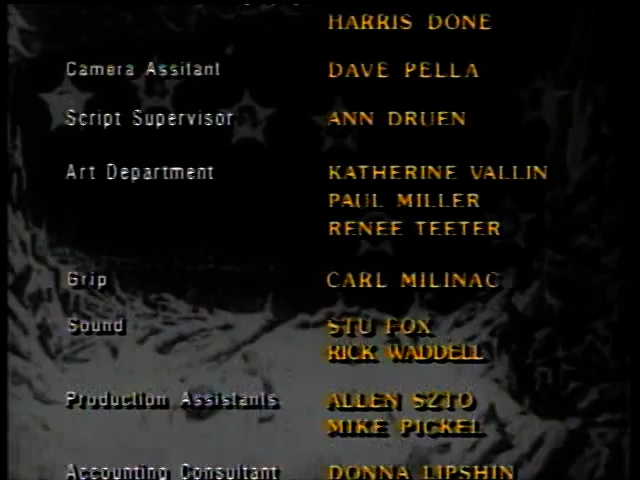 HARRIS DONE
Camera Assitant DAVE PELLA
Script Supervisor ANN DRUEN
Art Department KATHERINE VALLIN
PAUL MILLER
RENEE TEETER
Grip CARL MILINAC
Sound STU FOX
RICK WADDELL
Production Assistants ALLEN SZTO
MIKE PICKEL
Accounting Consultant DONNA LIPSHIN